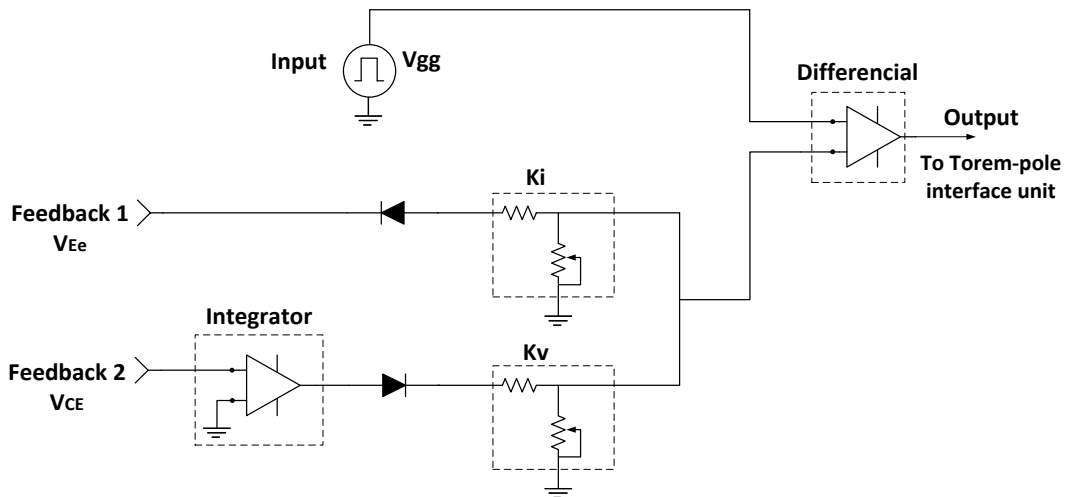 Input
Vgg
Differencial
Output
To Torem-pole
interface unit
Ki
Feedback 1
VEe
Integrator
Kv
Feedback 2
VCE